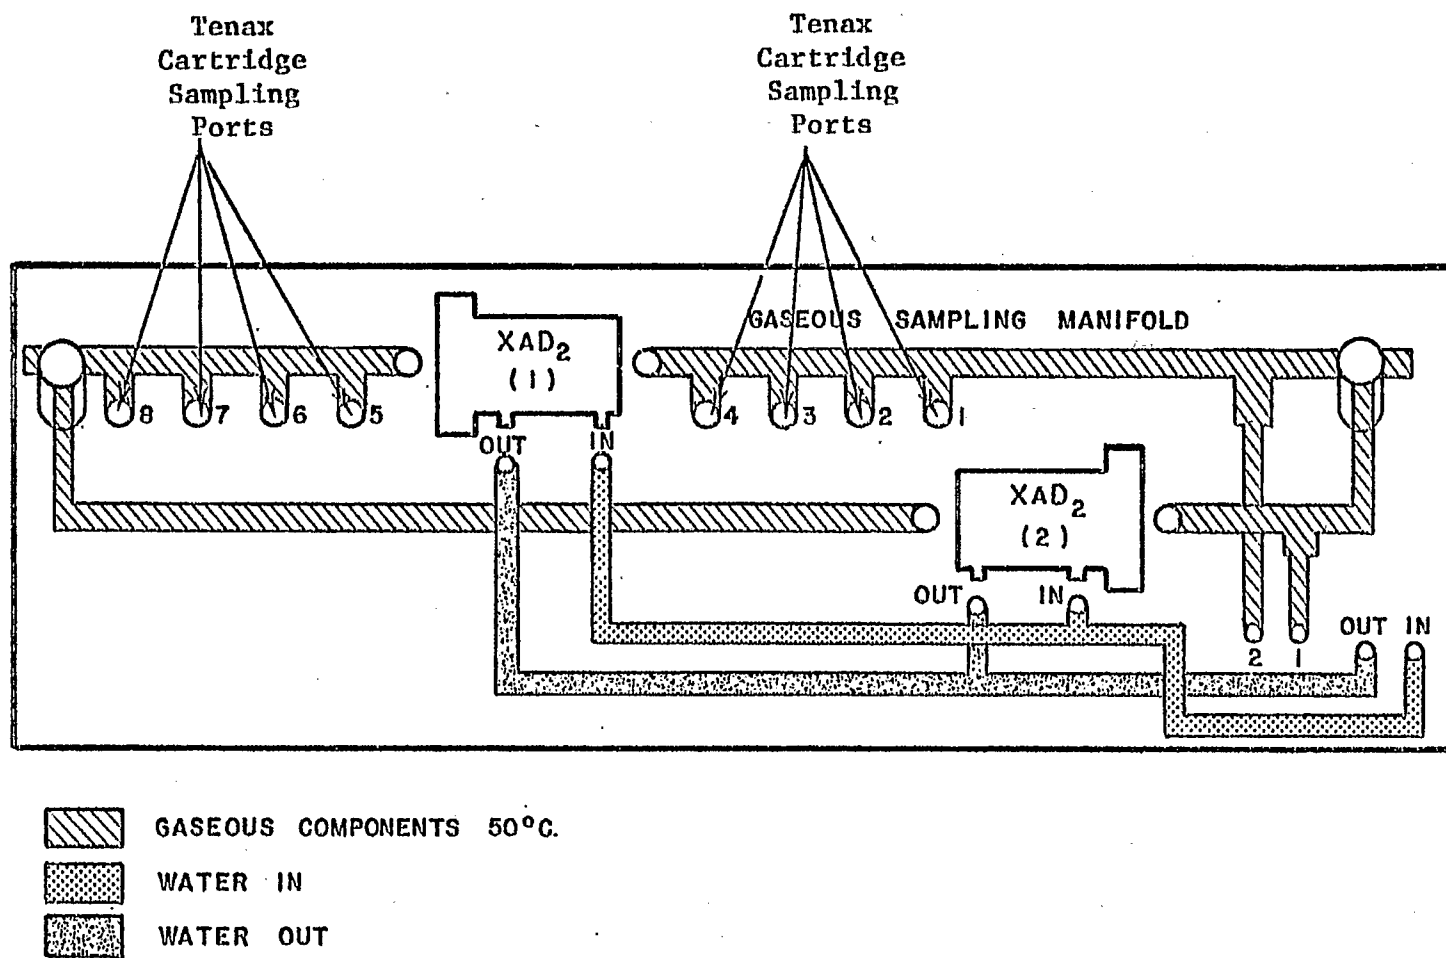 Tenax
Cartridge
Sampling
Ports
Tenax
Cartridge
Sampling
Ports
GASEOUS SAMPLING MANIFOLD
XAD2
(1)
8
7
6
5
4
3
2
1
OUT
IN
XAD2
(2)
OUT
IN
2
1
OUT
IN
GASEOUS COMPONENTS 50°C.
WATER IN
WATER OUT